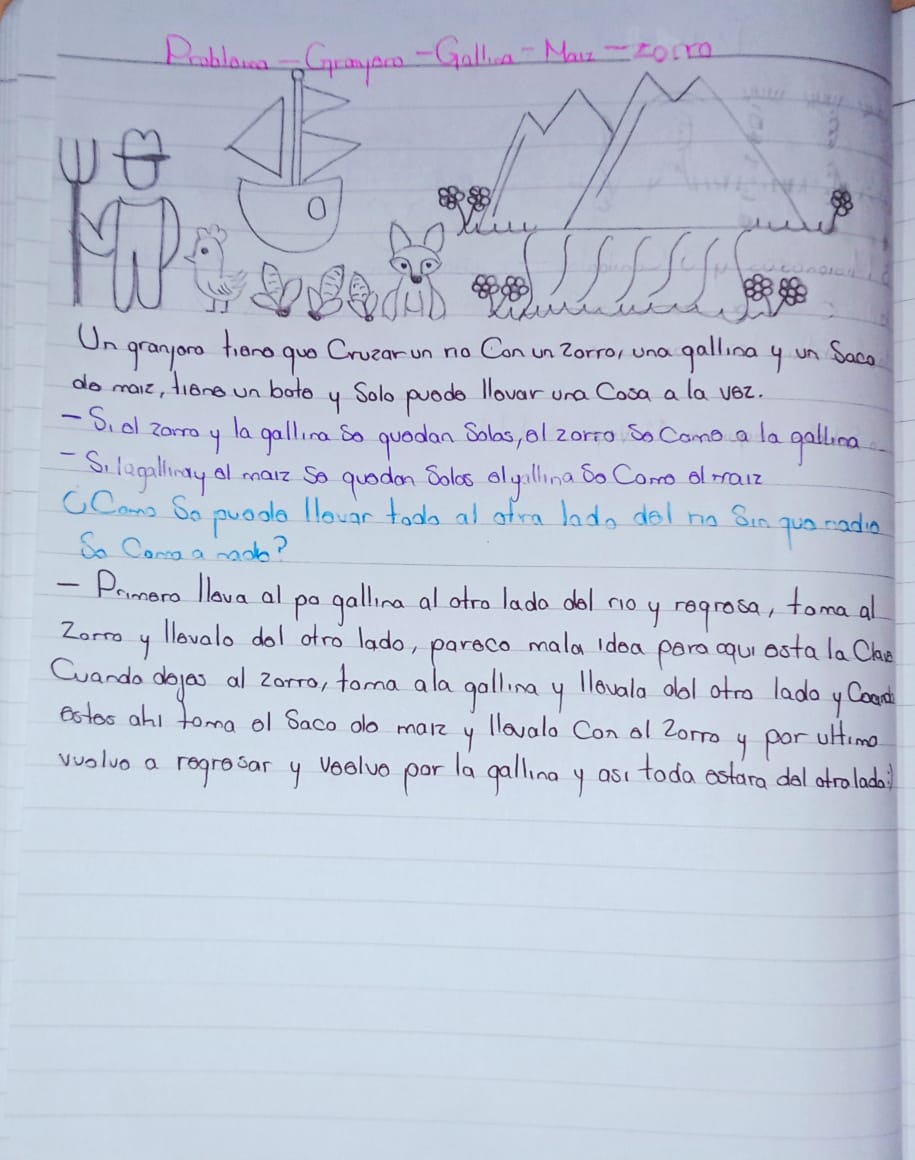 Problema - Granjero - Gallina - Maiz - zorro
Un granjero tiene que Cruzar un rio Con un Zorro, una gallina y un Saco
de maiz, tiene un bote y Solo puede llevar una Cosa a la vez.
- Si el zorro y la gallina Se quedan Solas, el zorro Se Come a la gallina
- Si la gallina y el maiz Se quedan Solos el gallina Se Come el maiz
¿Como Se puede llevar todo al otra lado del rio Sin que nadie
Se Coma a nadie?
- Primero lleva al pa gallina al otro lado del rio y regresa, toma al
Zorro y llevalo del otro lado, parece mala idea pero aqui esta la Clave
Cuando dejes al zorro, toma a la gallina y llevala del otro lado y Cuando
estes ahi toma el Saco de maiz y llevalo Con el Zorro y por ultimo
vuelve a regresar y veelve por la gallina y asi toda estara del otro lado:)